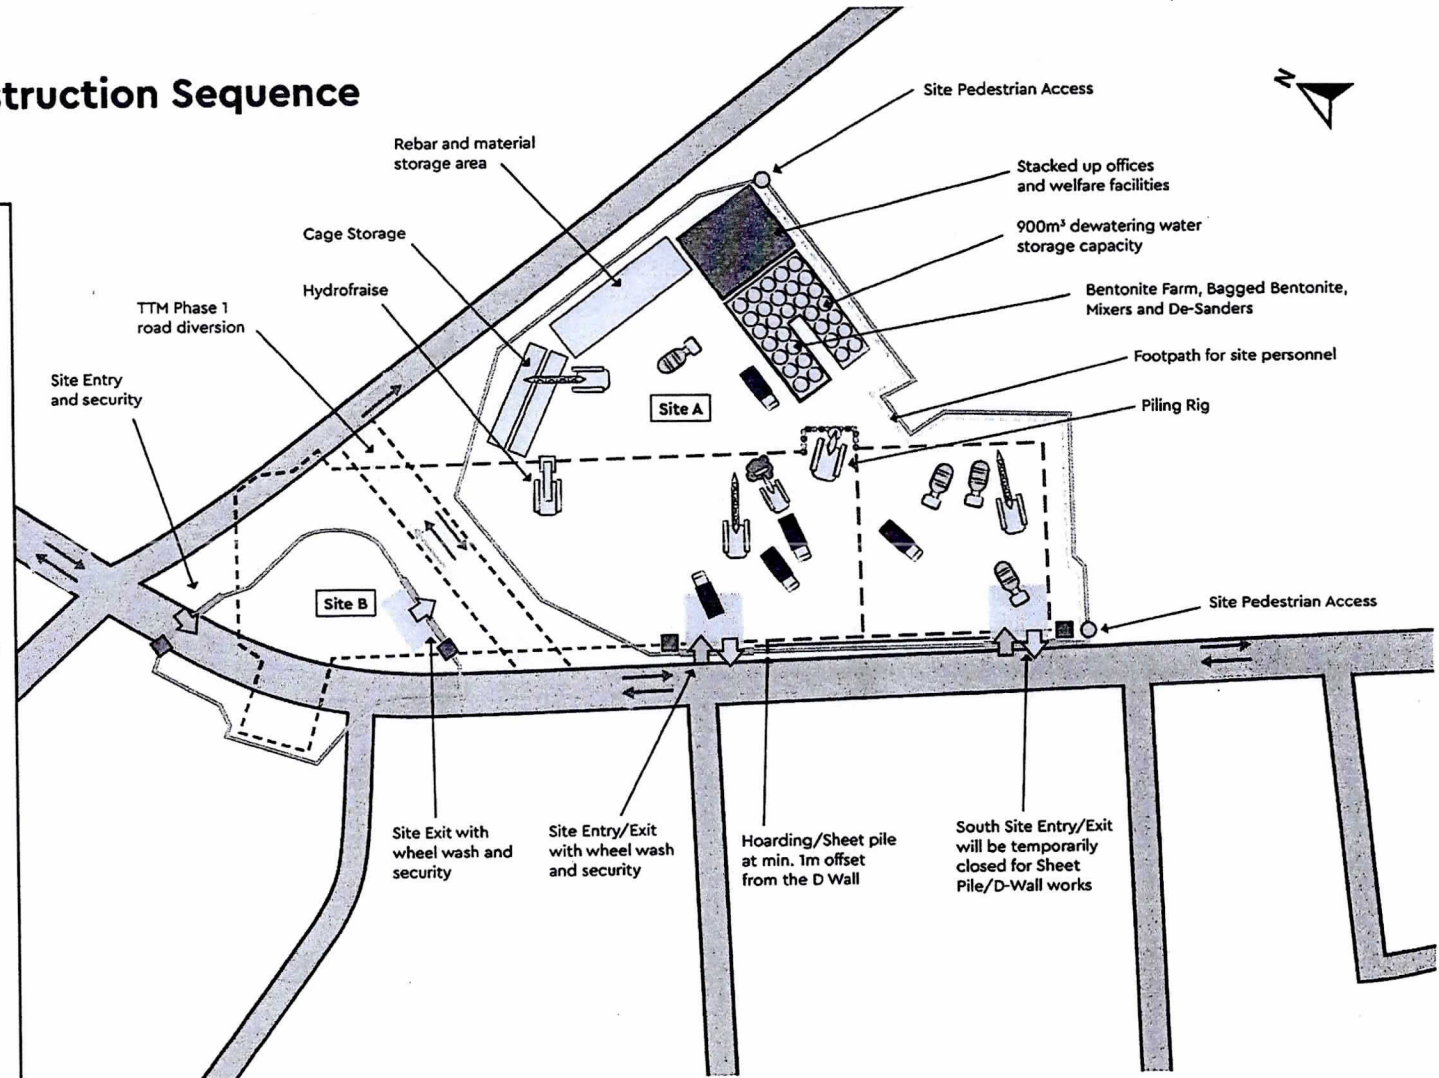 struction Sequence
N
Site Pedestrian Access
Rebar and material
storage area
Stacked up offices
and welfare facilities
Cage Storage
900m³ dewatering water
storage capacity
Hydrofraise
Bentonite Farm, Bagged Bentonite,
Mixers and De-Sanders
TTM Phase 1
road diversion
Footpath for site personnel
Site Entry
and security
Piling Rig
Site A
Site B
Site Pedestrian Access
Site Exit with
wheel wash and
security
Site Entry/Exit
with wheel wash
and security
Hoarding/Sheet pile
at min. 1m offset
from the D Wall
South Site Entry/Exit
will be temporarily
closed for Sheet
Pile/D-Wall works